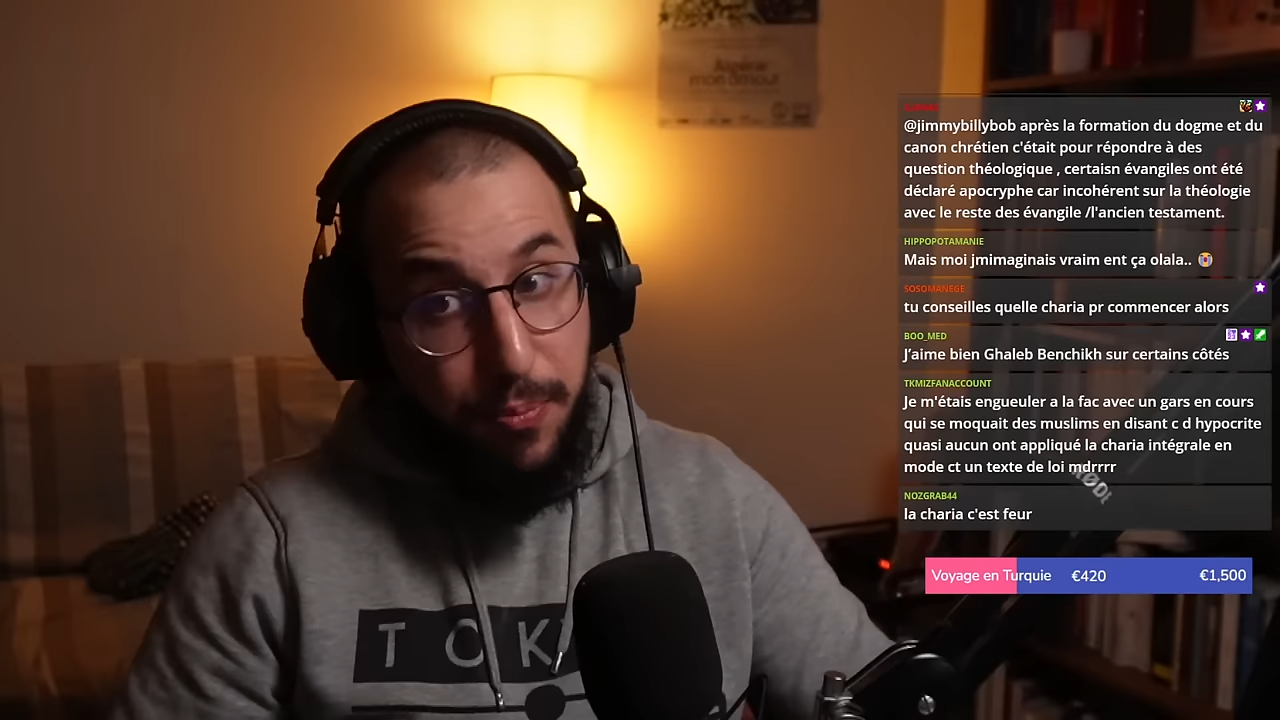 Algérie
mon amour
@jimmybillybob après la formation du dogme et du
canon chrétien c'était pour répondre à des
question théologique , certaisn évangiles ont été
déclaré apocryphe car incohérent sur la théologie
avec le reste des évangile /l'ancien testament.
HIPPOPOTAMANIE
Mais moi jmimaginais vraim ent ça olala..
SOSOMANEGE
tu conseilles quelle charia pr commencer alors
BOO_MED
J'aime bien Ghaleb Benchikh sur certains côtés
TKMIZFANACCOUNT
Je m'étais engueuler a la fac avec un gars en cours
qui se moquait des muslims en disant c d hypocrite
quasi aucun ont appliqué la charia intégrale en
mode ct un texte de loi mdrrrr
NOZGRAB44
la charia c'est feur
Voyage en Turquie €420 €1,500
TOK